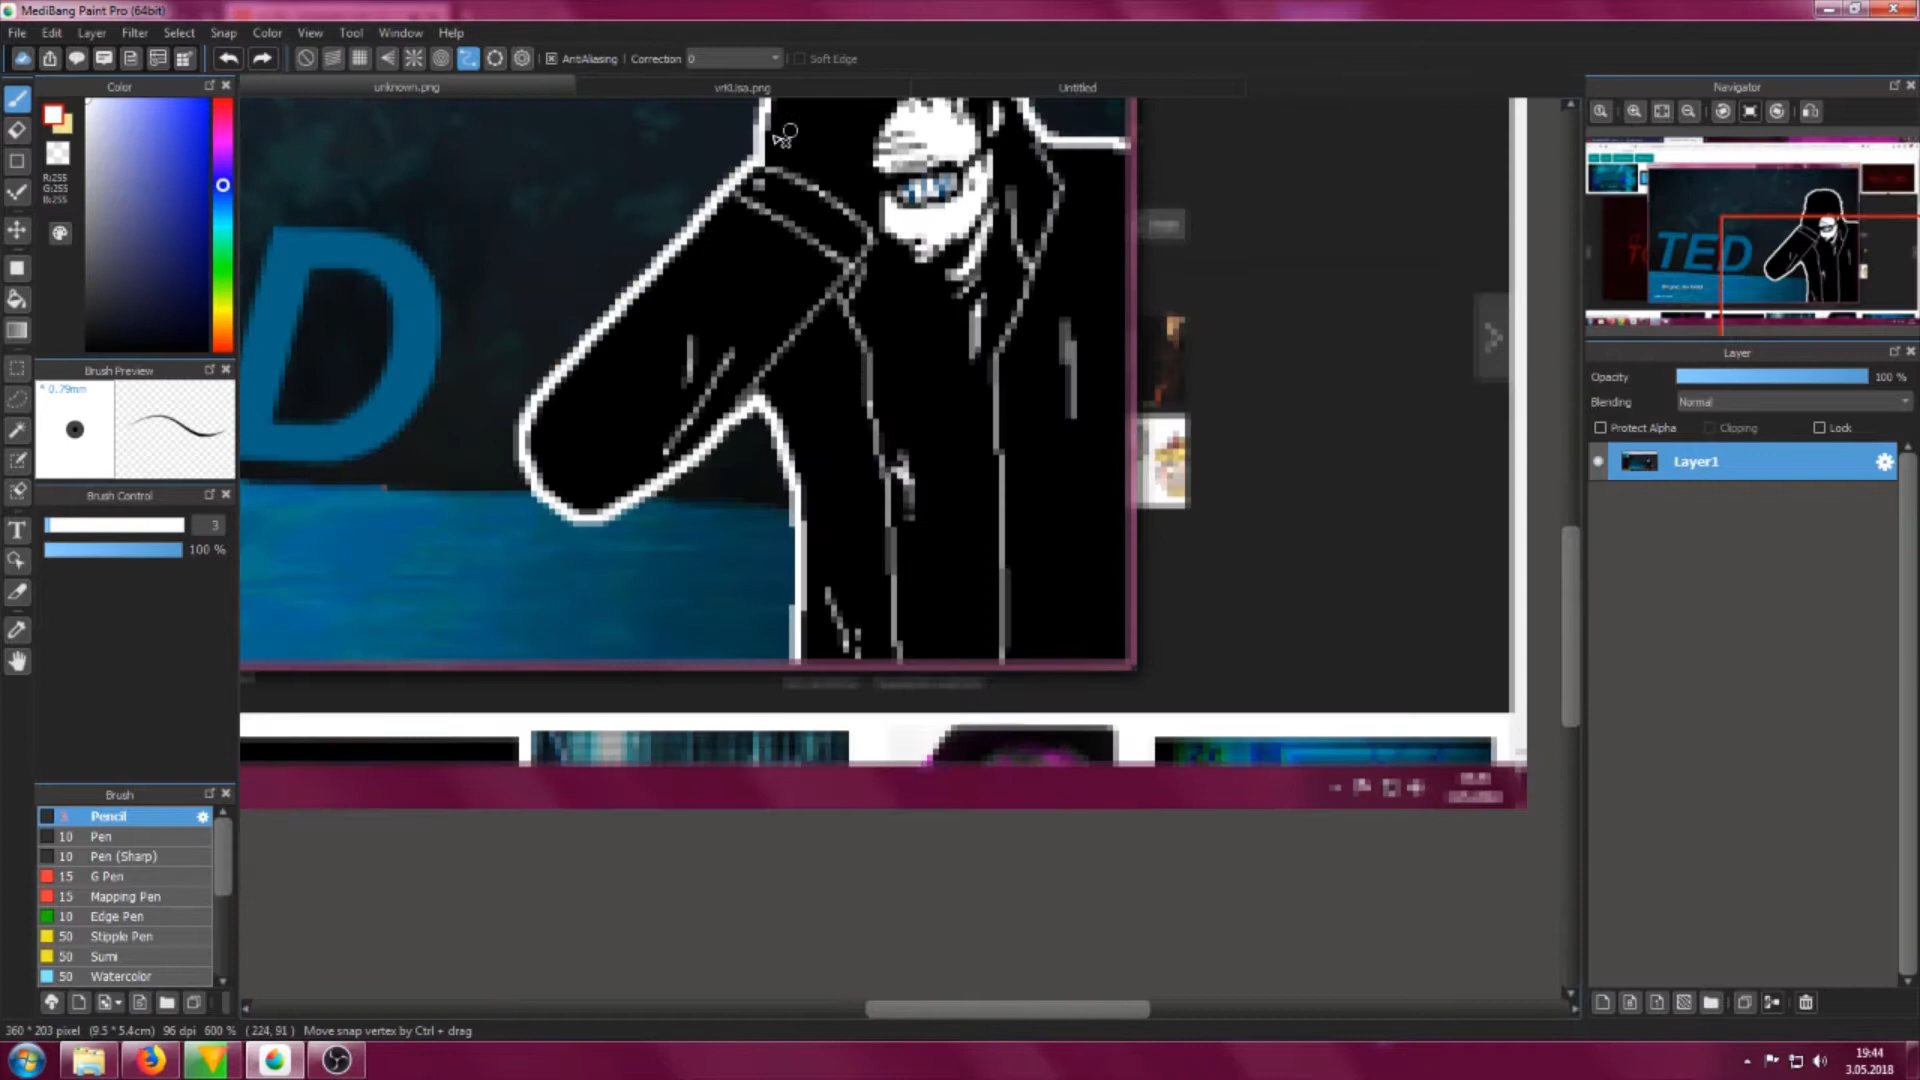 MediBang Paint Pro (64bit)
File Edit Layer Filter Select Snap Color View Tool Window Help
AntiAliasing Correction 0 Soft Edge
Color unknown.png vrKLisa.png Untitled Navigator
R:255
G:255
B:255
TED
D
Layer
Opacity 100 %
Blending Normal
Protect Alpha Clipping Lock
Layer1
Brush Preview
* 0.79mm
Brush Control
3
100 %
T
Brush
3 Pencil
10 Pen
10 Pen (Sharp)
15 G Pen
15 Mapping Pen
10 Edge Pen
50 Stipple Pen
50 Sumi
50 Watercolor
360 * 203 pixel (9.5 * 5.4cm) 96 dpi 600 % ( 224, 91 ) Move snap vertex by Ctrl + drag
19:44
3.05.2018